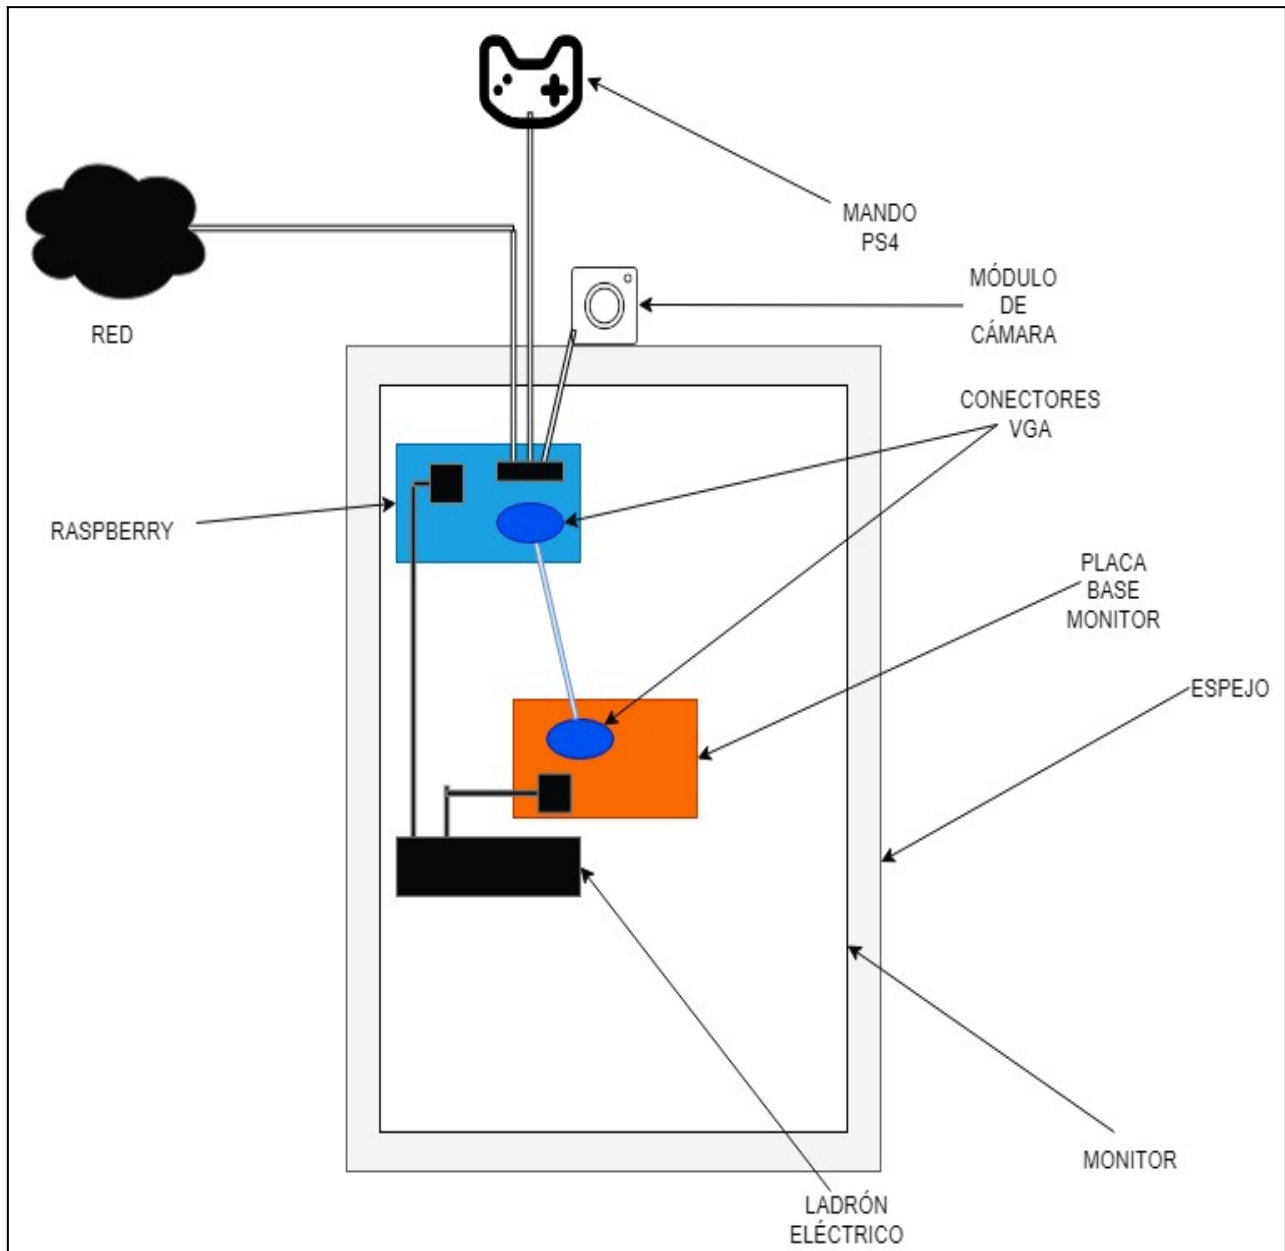 MANDO
PS4
RED
MÓDULO
DE
CÁMARA
CONECTORES
VGA
RASPBERRY
PLACA
BASE
MONITOR
ESPEJO
MONITOR
LADRÓN
ELÉCTRICO